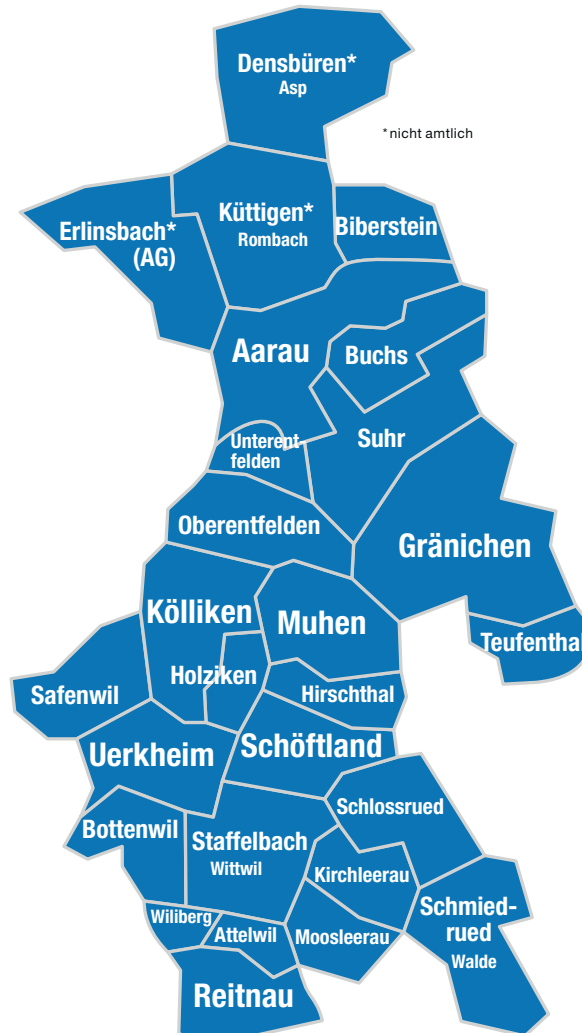 Densbüren*
Asp
*nicht amtlich
Küttigen*
Rombach
Biberstein
Erlinsbach*
(AG)
Aarau
Buchs
Suhr
Unterent-
felden
Oberentfelden
Gränichen
Kölliken
Muhen
Teufenthal
Holziken
Safenwil
Hirschthal
Uerkheim
Schöftland
Schlossrued
Bottenwil
Staffelbach
Wittwil
Kirchleerau
Schmied-
rued
Walde
Wiliberg
Attelwil
Moosleerau
Reitnau